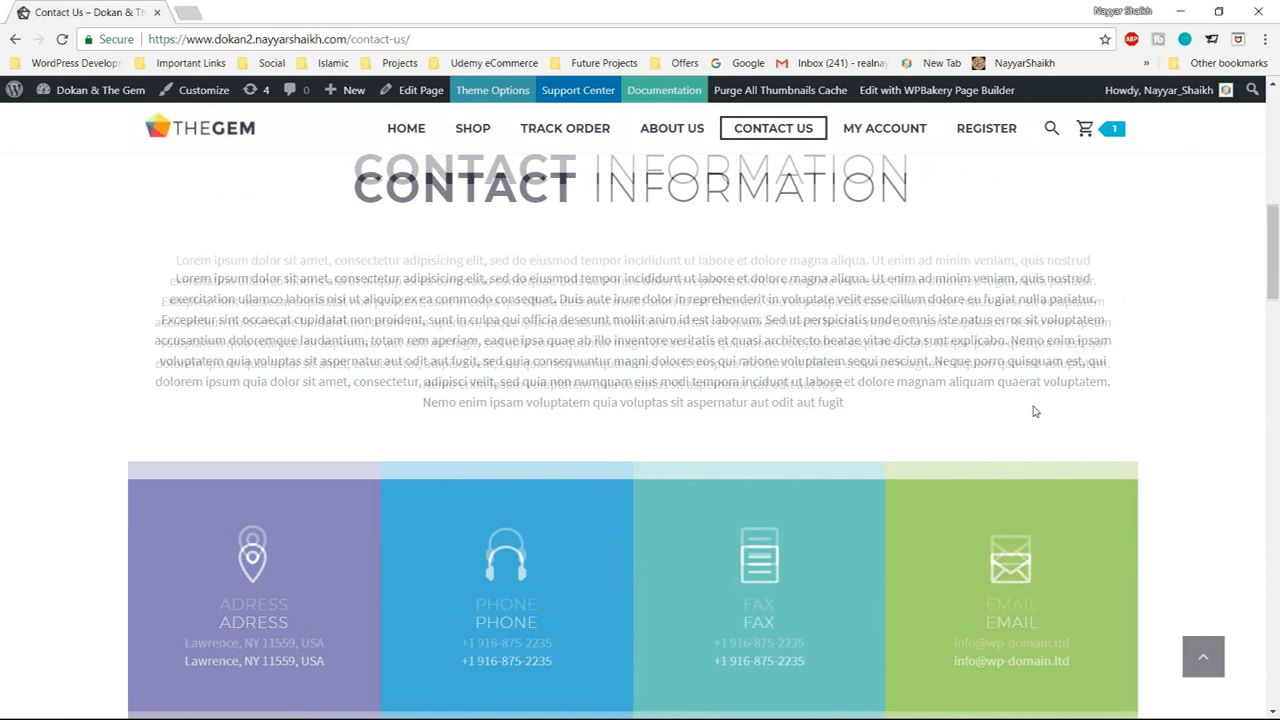 Contact Us – Dokan & Th
Nayyar Shaikh
Secure https://www.dokan2.nayyarshaikh.com/contact-us/
WordPress Develop Important Links Social Islamic Projects Udemy eCommerce Future Projects Offers Google Inbox (241) - realnay New Tab NayyarShaikh » Other bookmarks
Dokan & The Gem Customize 4 0 New Edit Page Theme Options Support Center Documentation Purge All Thumbnails Cache Edit with WPBakery Page Builder Howdy, Nayyar_Shaikh
THEGEM HOME SHOP TRACK ORDER ABOUT US CONTACT US MY ACCOUNT REGISTER 1
CONTACT INFORMATION
Lorem ipsum dolor sit amet, consectetur adipisicing elit, sed do eiusmod tempor incididunt ut labore et dolore magna aliqua. Ut enim ad minim veniam, quis nostrud
exercitation ullamco laboris nisi ut aliquip ex ea commodo consequat. Duis aute irure dolor in reprehenderit in voluptate velit esse cillum dolore eu fugiat nulla pariatur.
Excepteur sint occaecat cupidatat non proident, sunt in culpa qui officia deserunt mollit anim id est laborum. Sed ut perspiciatis unde omnis iste natus error sit voluptatem
accusantium doloremque laudantium, totam rem aperiam, eaque ipsa quae ab illo inventore veritatis et quasi architecto beatae vitae dicta sunt explicabo. Nemo enim ipsam
voluptatem quia voluptas sit aspernatur aut odit aut fugit, sed quia consequuntur magni dolores eos qui ratione voluptatem sequi nesciunt. Neque porro quisquam est, qui
dolorem ipsum quia dolor sit amet, consectetur, adipisci velit, sed quia non numquam eius modi tempora incidunt ut labore et dolore magnam aliquam quaerat voluptatem.
Nemo enim ipsam voluptatem quia voluptas sit aspernatur aut odit aut fugit
ADRESS
Lawrence, NY 11559, USA
PHONE
+1 916-875-2235
FAX
+1 916-875-2235
EMAIL
info@wp-domain.ltd